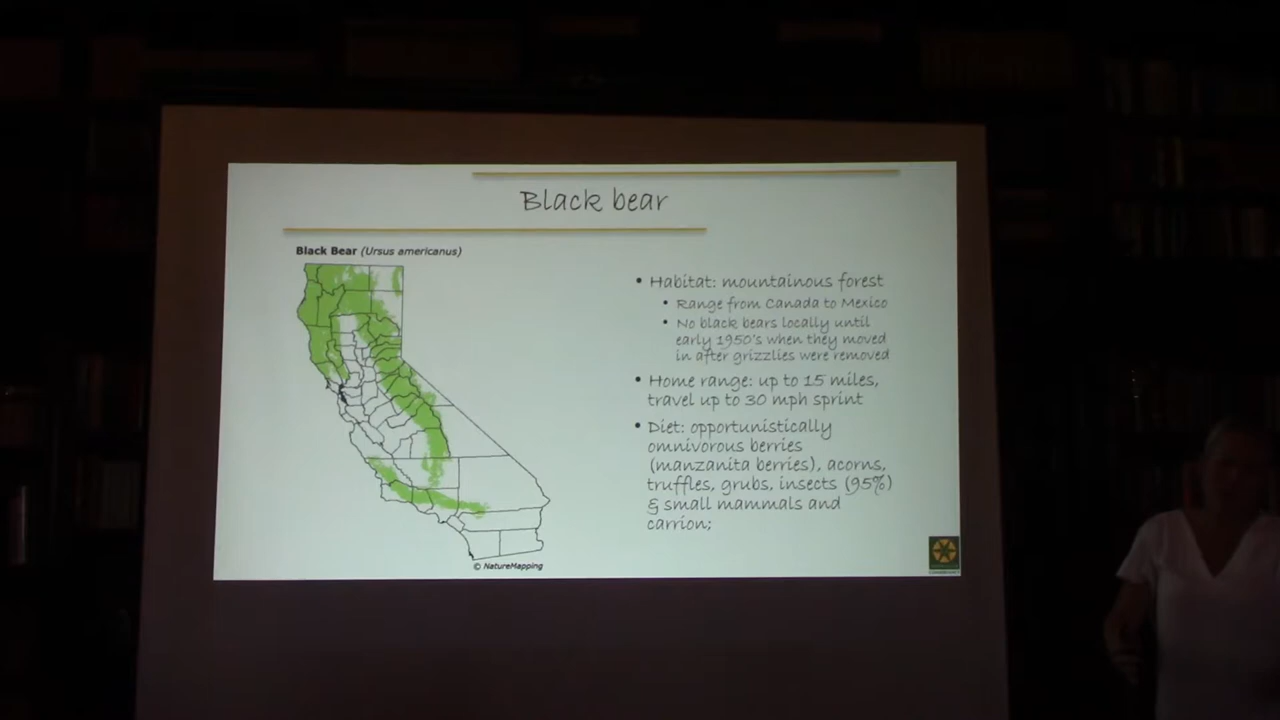 Black bear
Black Bear (Ursus americanus)
• Habitat: mountainous forest
• Range from Canada to Mexico
• No black bears locally until
early 1950's when they moved
in after grizzlies were removed
• Home range: up to 15 miles,
travel up to 30 mph sprint
• Diet: opportunistically
omnivorous berries
(manzanita berries), acorns,
truffles, grubs, insects (95%)
& small mammals and
carrion;
© NatureMapping